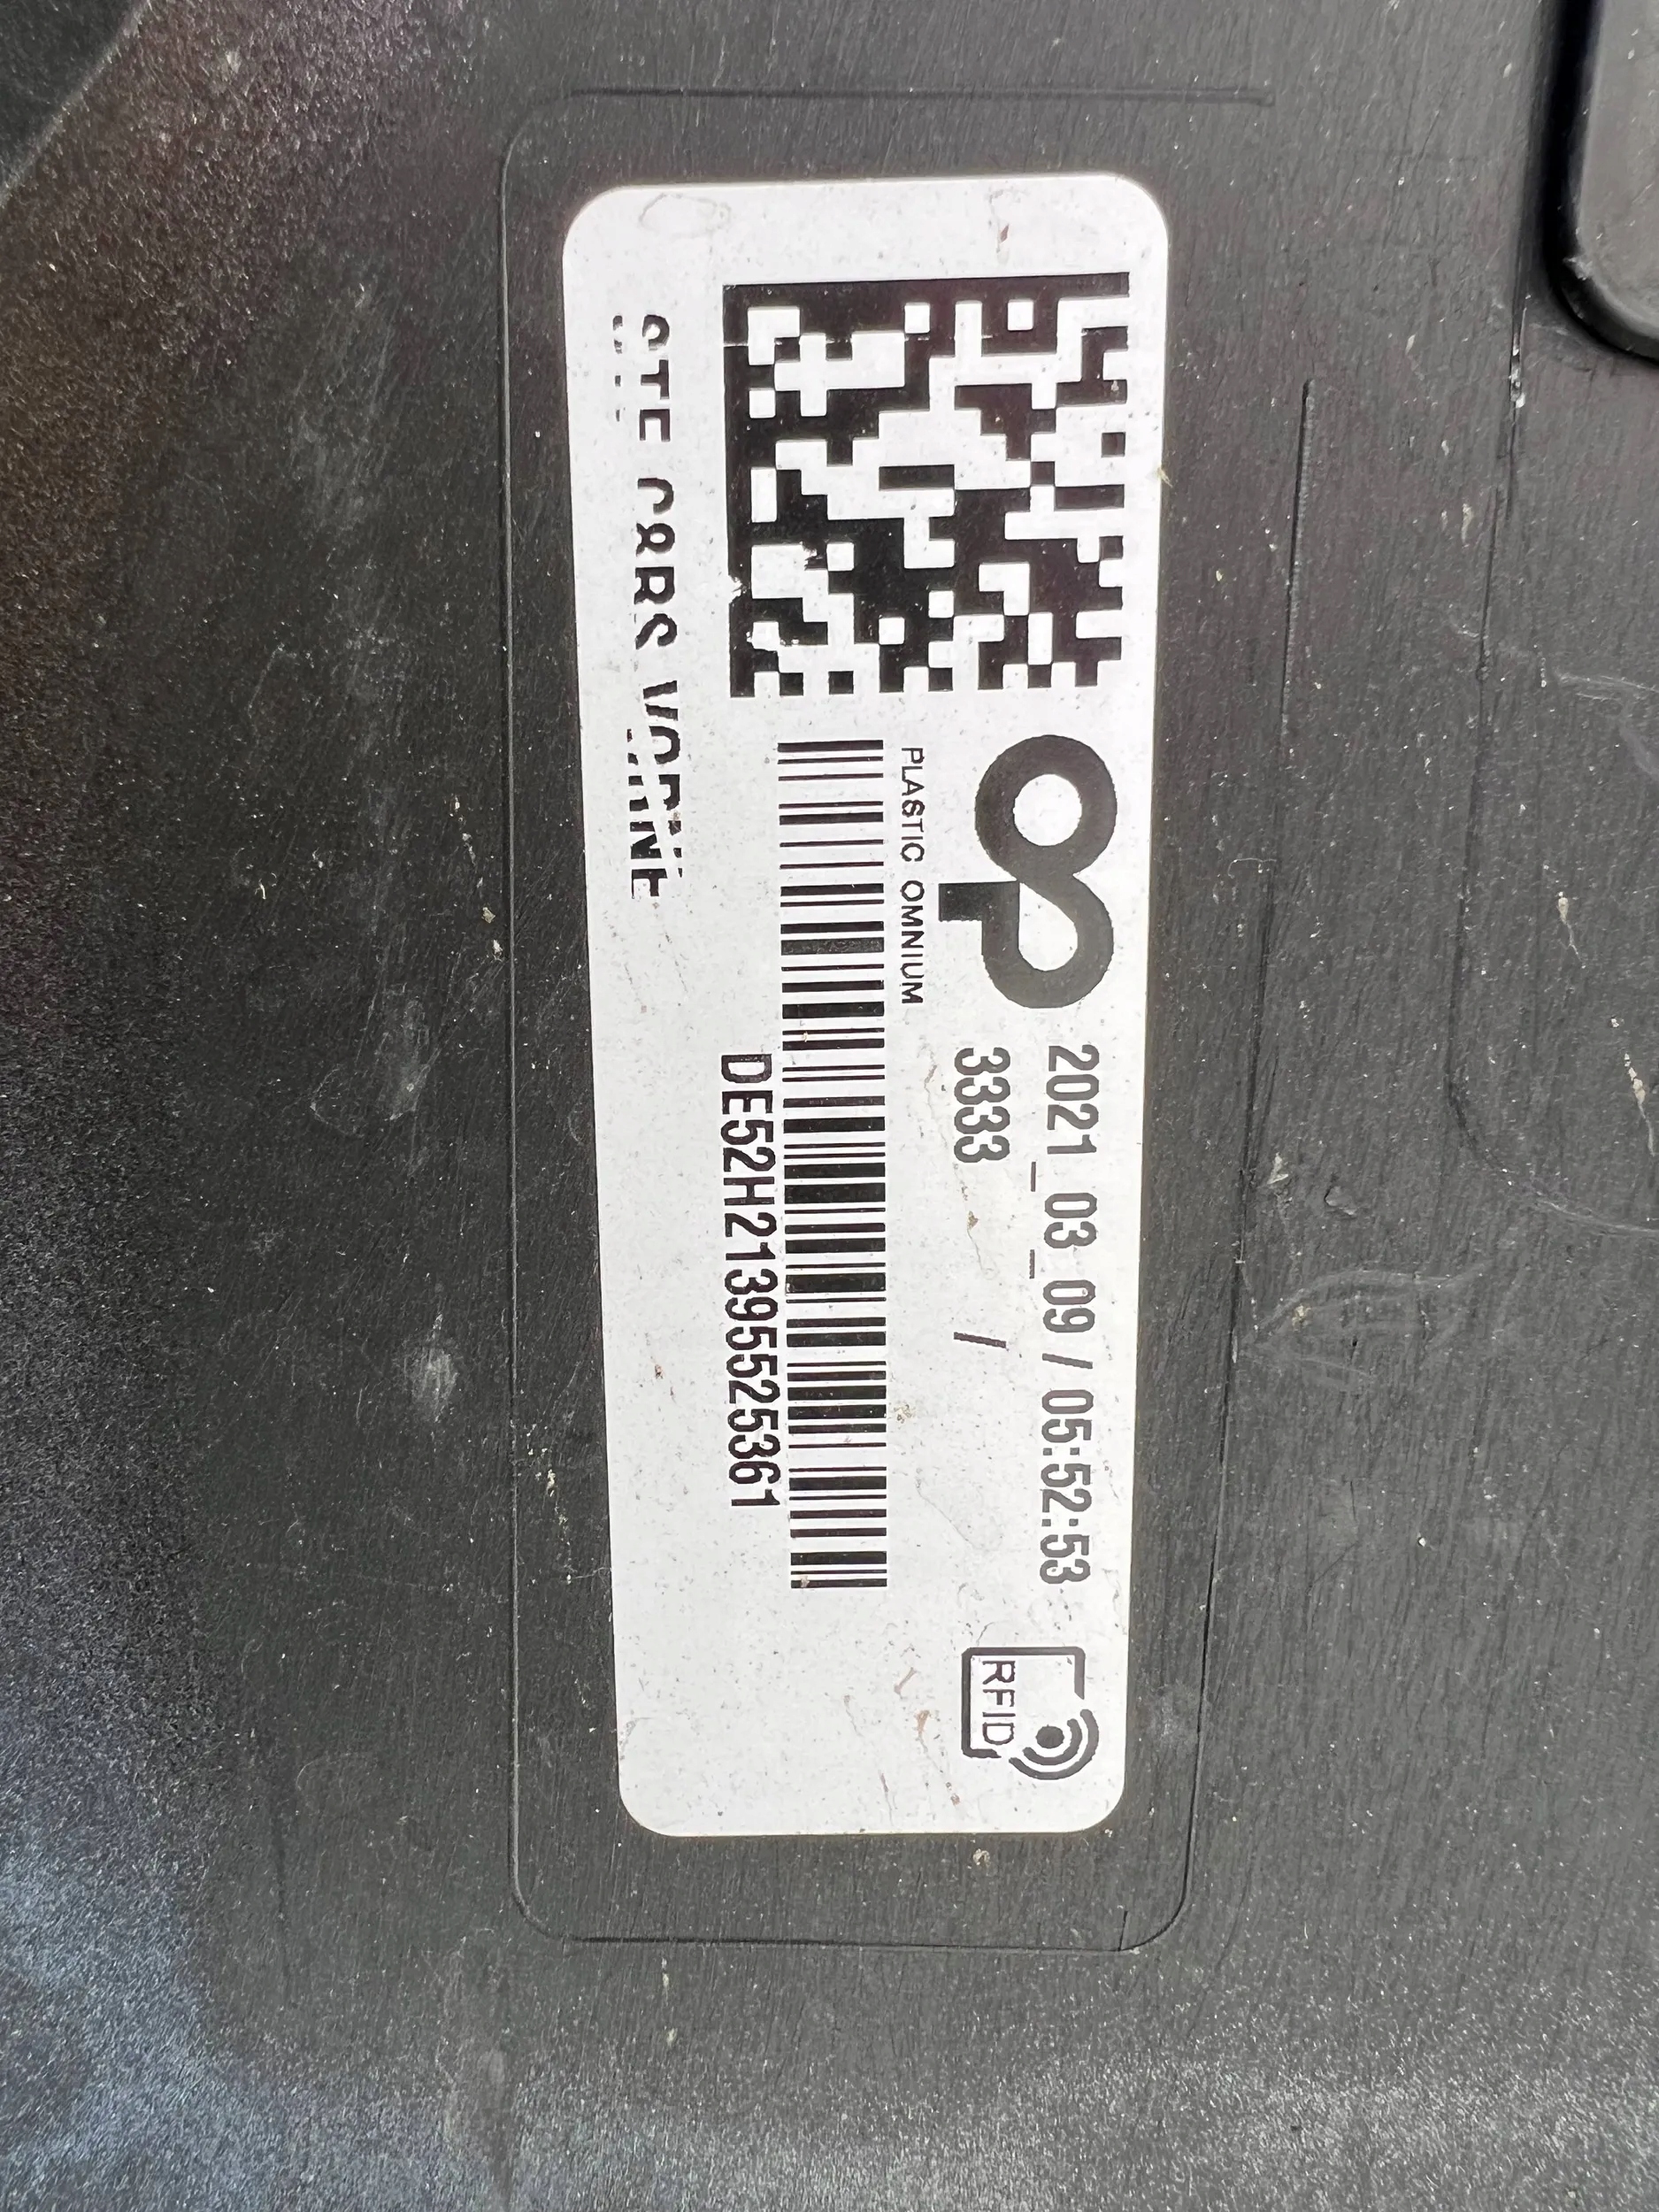 2021_03_09 / 05:52:53
3333 /
PLASTIC OMNIUM
DE52H21395525361
RFID